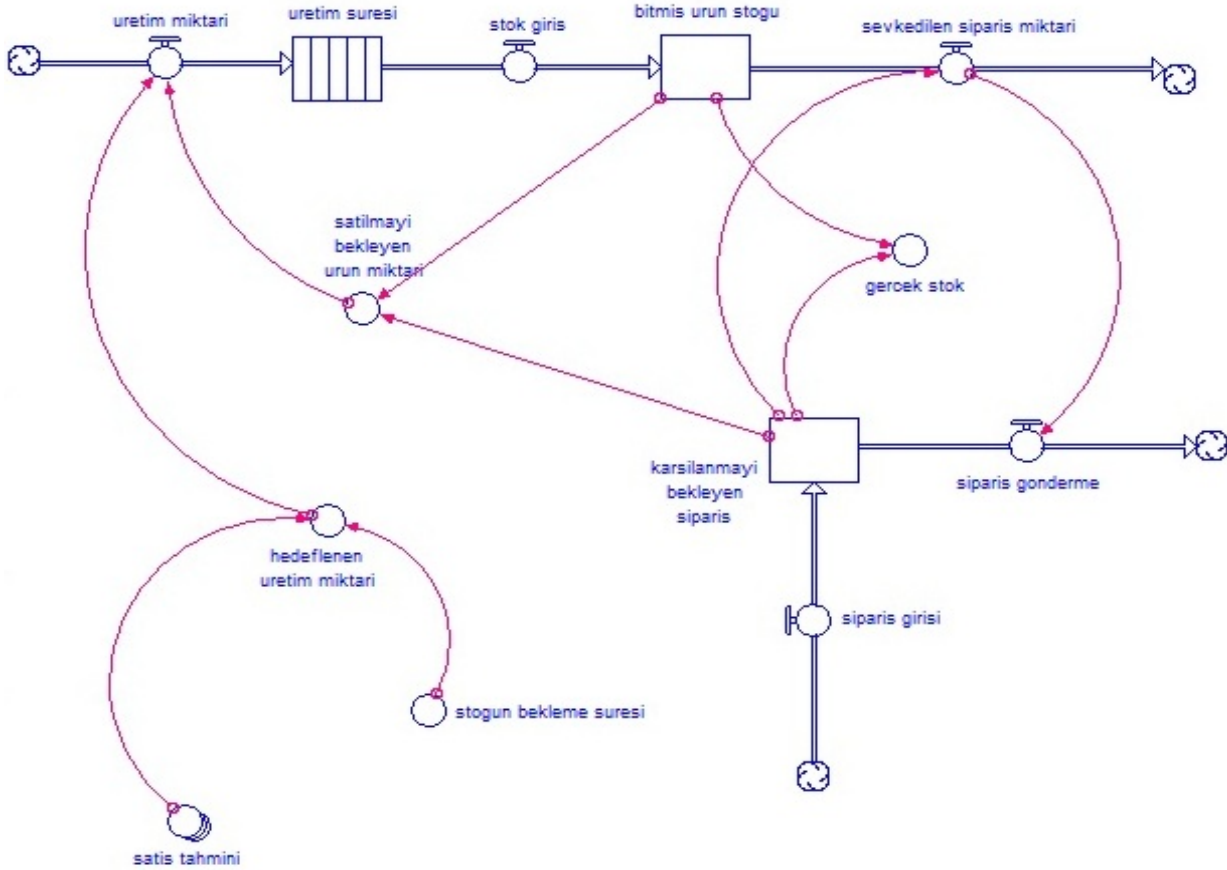 uretim miktari
uretim suresi
stok giris
bitmis urun stogu
sevkedilen siparis miktari
satilmayi
bekleyen
urun miktari
gercek stok
karsilanmayi
bekleyen
siparis
siparis gonderme
hedeflenen
uretim miktari
siparis girisi
stogun bekleme suresi
satis tahmini